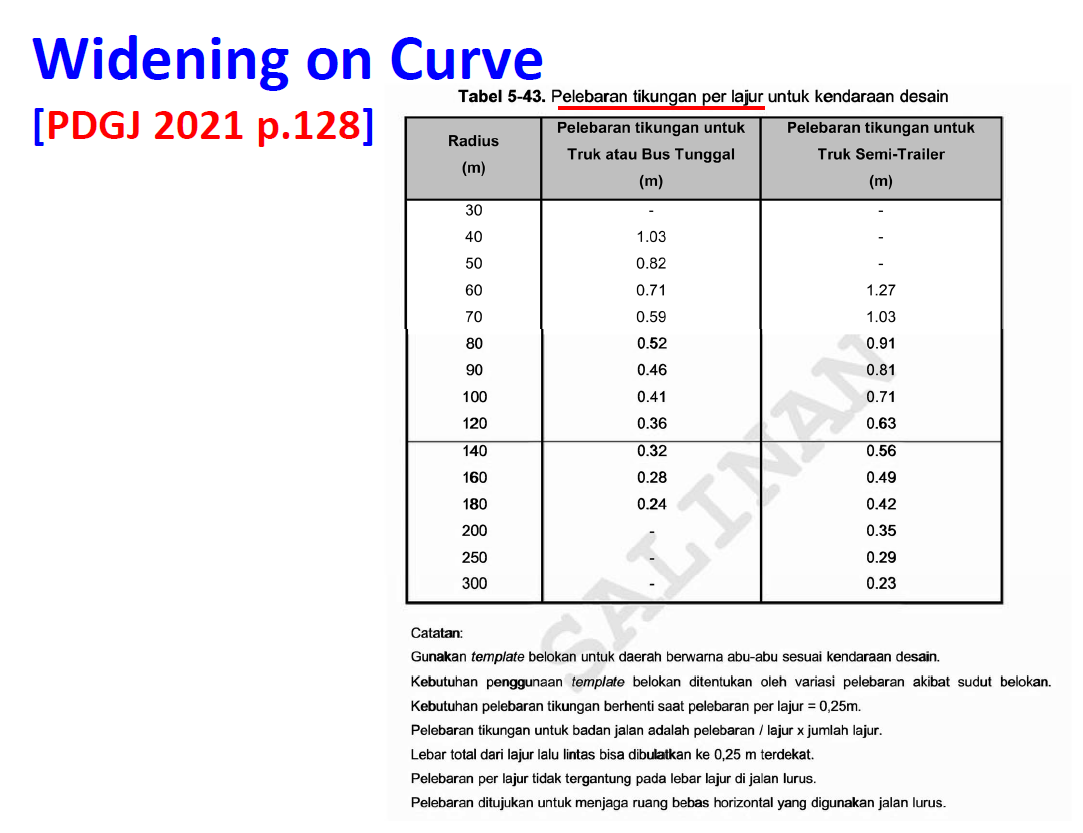 Widening on Curve
[PDGJ 2021 p.128]
Tabel 5-43. Pelebaran tikungan per lajur untuk kendaraan desain
Radius (m) Pelebaran tikungan untuk Truk atau Bus Tunggal (m) Pelebaran tikungan untuk Truk Semi-Trailer (m)
30 - -
40 1.03 -
50 0.82 -
60 0.71 1.27
70 0.59 1.03
80 0.52 0.91
90 0.46 0.81
100 0.41 0.71
120 0.36 0.63
140 0.32 0.56
160 0.28 0.49
180 0.24 0.42
200 - 0.35
250 - 0.29
300 - 0.23
SALINAN
Catatan:
Gunakan template belokan untuk daerah berwarna abu-abu sesuai kendaraan desain.
Kebutuhan penggunaan template belokan ditentukan oleh variasi pelebaran akibat sudut belokan.
Kebutuhan pelebaran tikungan berhenti saat pelebaran per lajur = 0,25m.
Pelebaran tikungan untuk badan jalan adalah pelebaran / lajur x jumlah lajur.
Lebar total dari lajur lalu lintas bisa dibulatkan ke 0,25 m terdekat.
Pelebaran per lajur tidak tergantung pada lebar lajur di jalan lurus.
Pelebaran ditujukan untuk menjaga ruang bebas horizontal yang digunakan jalan lurus.